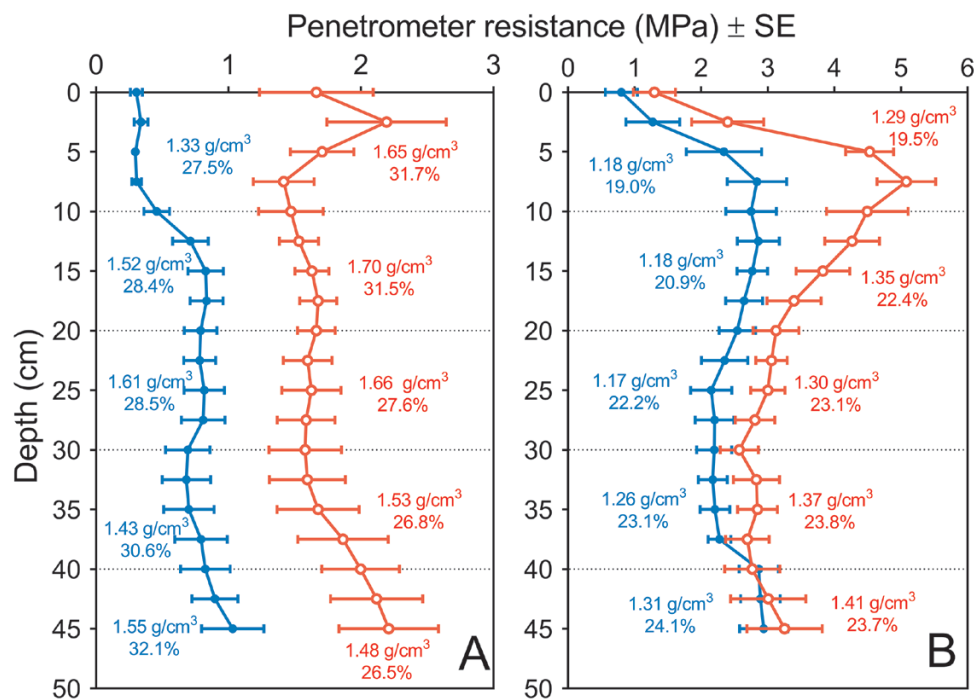 Penetrometer resistance (MPa) ± SE
0 1 2 3
0 1 2 3 4 5 6
Depth (cm)
0
5
10
15
20
25
30
35
40
45
50
1.33 g/cm³
27.5%
1.52 g/cm³
28.4%
1.61 g/cm³
28.5%
1.43 g/cm³
30.6%
1.55 g/cm³
32.1%
1.65 g/cm³
31.7%
1.70 g/cm³
31.5%
1.66 g/cm³
27.6%
1.53 g/cm³
26.8%
1.48 g/cm³
26.5%
A
0
5
10
15
20
25
30
35
40
45
50
1.18 g/cm³
19.0%
1.18 g/cm³
20.9%
1.17 g/cm³
22.2%
1.26 g/cm³
23.1%
1.31 g/cm³
24.1%
1.29 g/cm³
19.5%
1.35 g/cm³
22.4%
1.30 g/cm³
23.1%
1.37 g/cm³
23.8%
1.41 g/cm³
23.7%
B